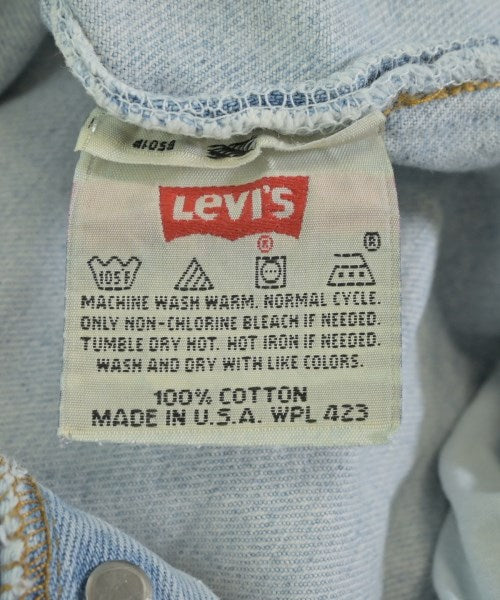 LEVI'S
®
®
105F
MACHINE WASH WARM. NORMAL CYCLE.
ONLY NON-CHLORINE BLEACH IF NEEDED.
TUMBLE DRY HOT. HOT IRON IF NEEDED.
WASH AND DRY WITH LIKE COLORS.
100% COTTON
MADE IN U.S.A. WPL 423